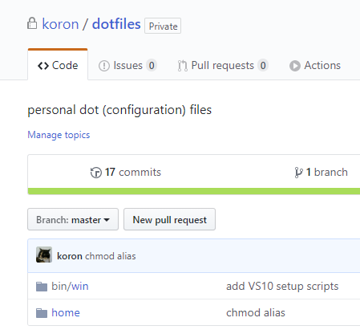 koron / dotfiles Private
Code Issues 0 Pull requests 0 Actions
personal dot (configuration) files
Manage topics
17 commits 1 branch
Branch: master New pull request
koron chmod alias
bin/win add VS10 setup scripts
home chmod alias